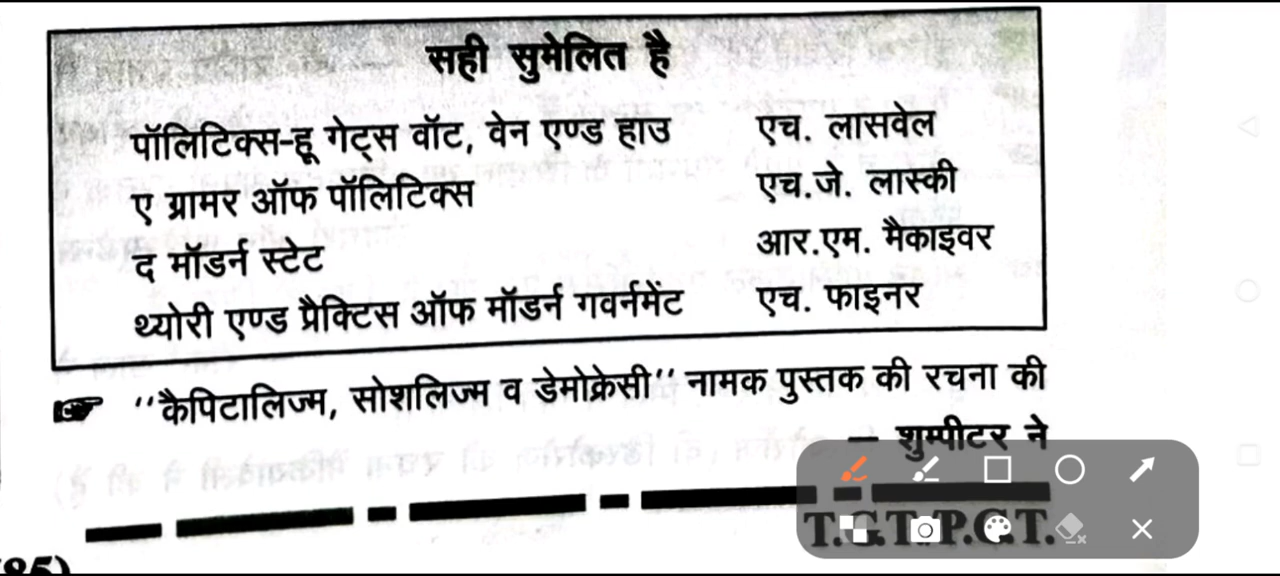 सही सुमेलित है
पॉलिटिक्स-हू गेट्स वॉट, वेन एण्ड हाउ एच. लासवेल
ए ग्रामर ऑफ पॉलिटिक्स एच.जे. लास्की
द मॉडर्न स्टेट आर.एम. मैकाइवर
थ्योरी एण्ड प्रैक्टिस ऑफ मॉडर्न गवर्नमेंट एच. फाइनर
☞ ‘‘कैपिटालिज्म, सोशलिज्म व डेमोक्रेसी’’ नामक पुस्तक की रचना की
– शुम्पीटर ने
T.G.T./P.G.T.